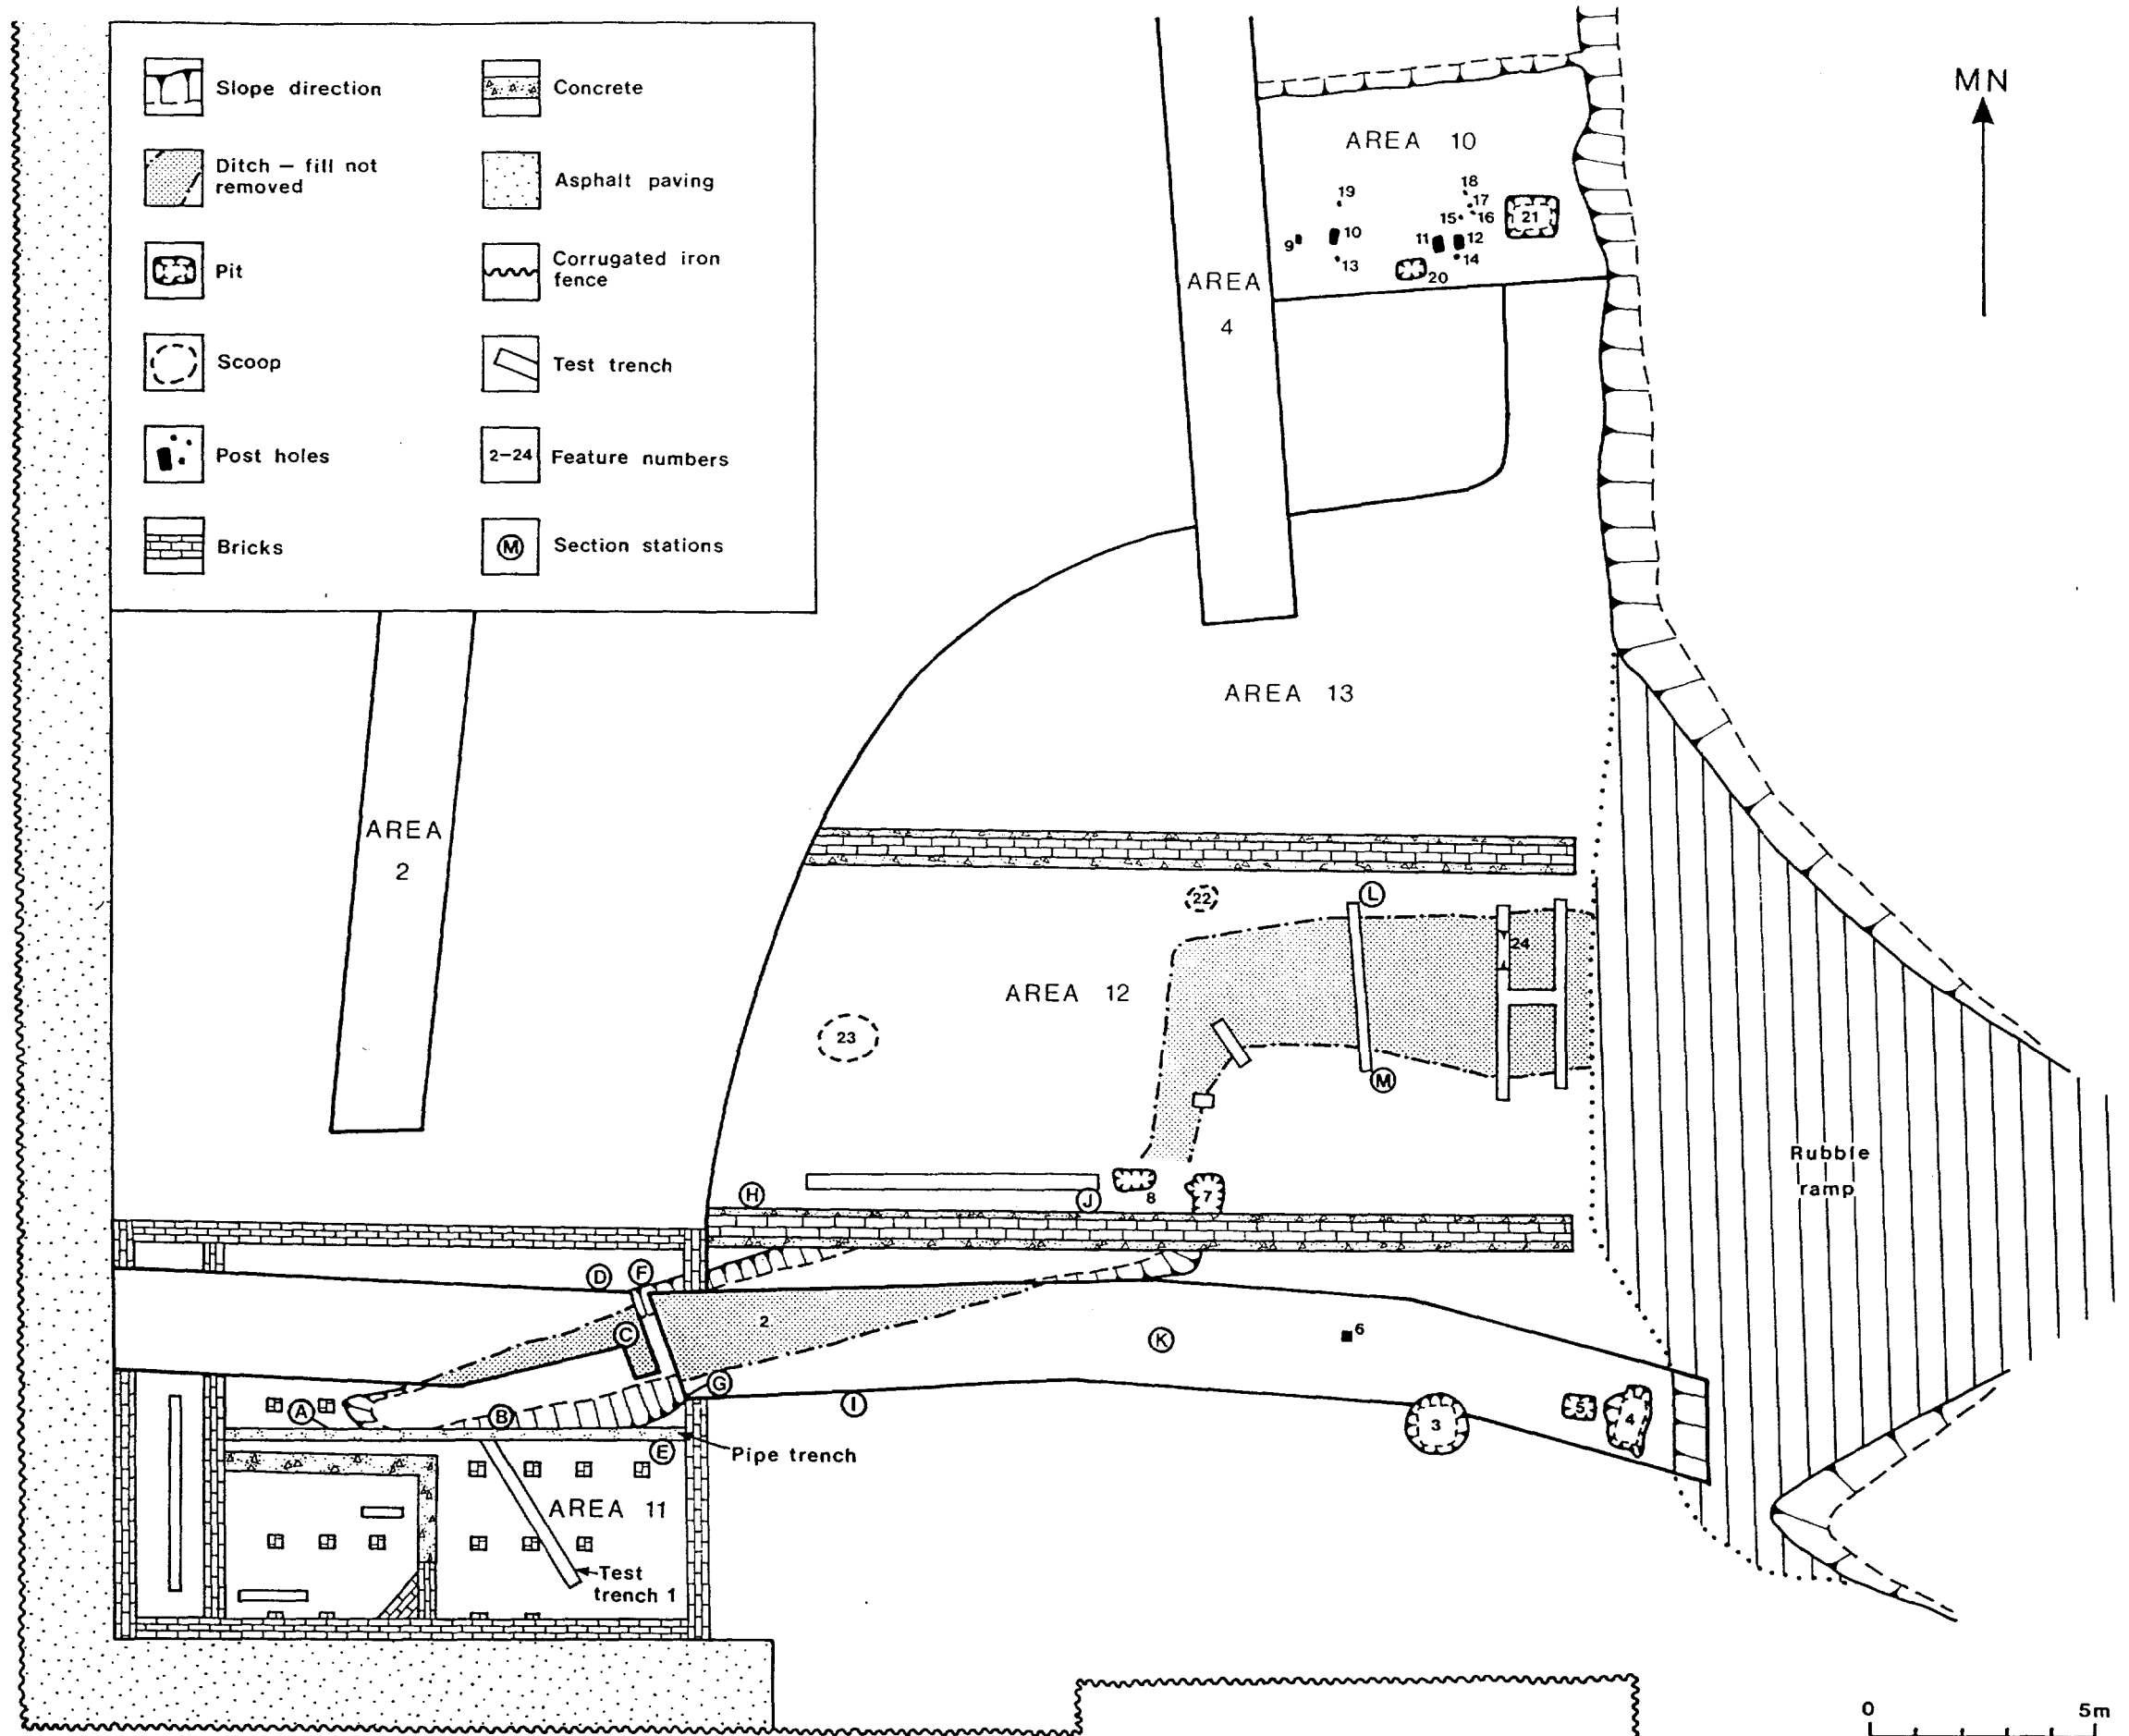 Slope direction
Ditch — fill not
removed
Pit
Scoop
Post holes
Bricks
Concrete
Asphalt paving
Corrugated iron
fence
Test trench
2-24
Feature numbers
M
Section stations
MN
AREA 10
19
18
17
15
16
21
9
10
11
12
13
14
20
AREA
4
AREA 13
AREA
2
22
L
24
AREA 12
23
M
Rubble
ramp
H
J
8
7
D
F
C
2
K
6
G
I
A
B
E
Pipe trench
3
5
4
AREA 11
Test
trench 1
0
5m